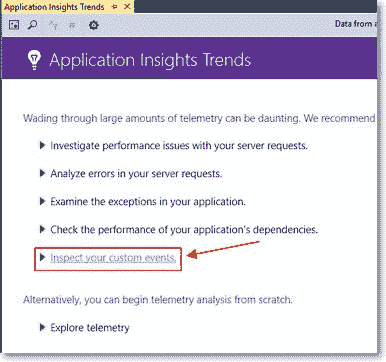 Application Insights Trends
Data from a
Application Insights Trends
Wading through large amounts of telemetry can be daunting. We recommend
Investigate performance issues with your server requests.
Analyze errors in your server requests.
Examine the exceptions in your application.
Check the performance of your application's dependencies.
Inspect your custom events.
Alternatively, you can begin telemetry analysis from scratch.
Explore telemetry